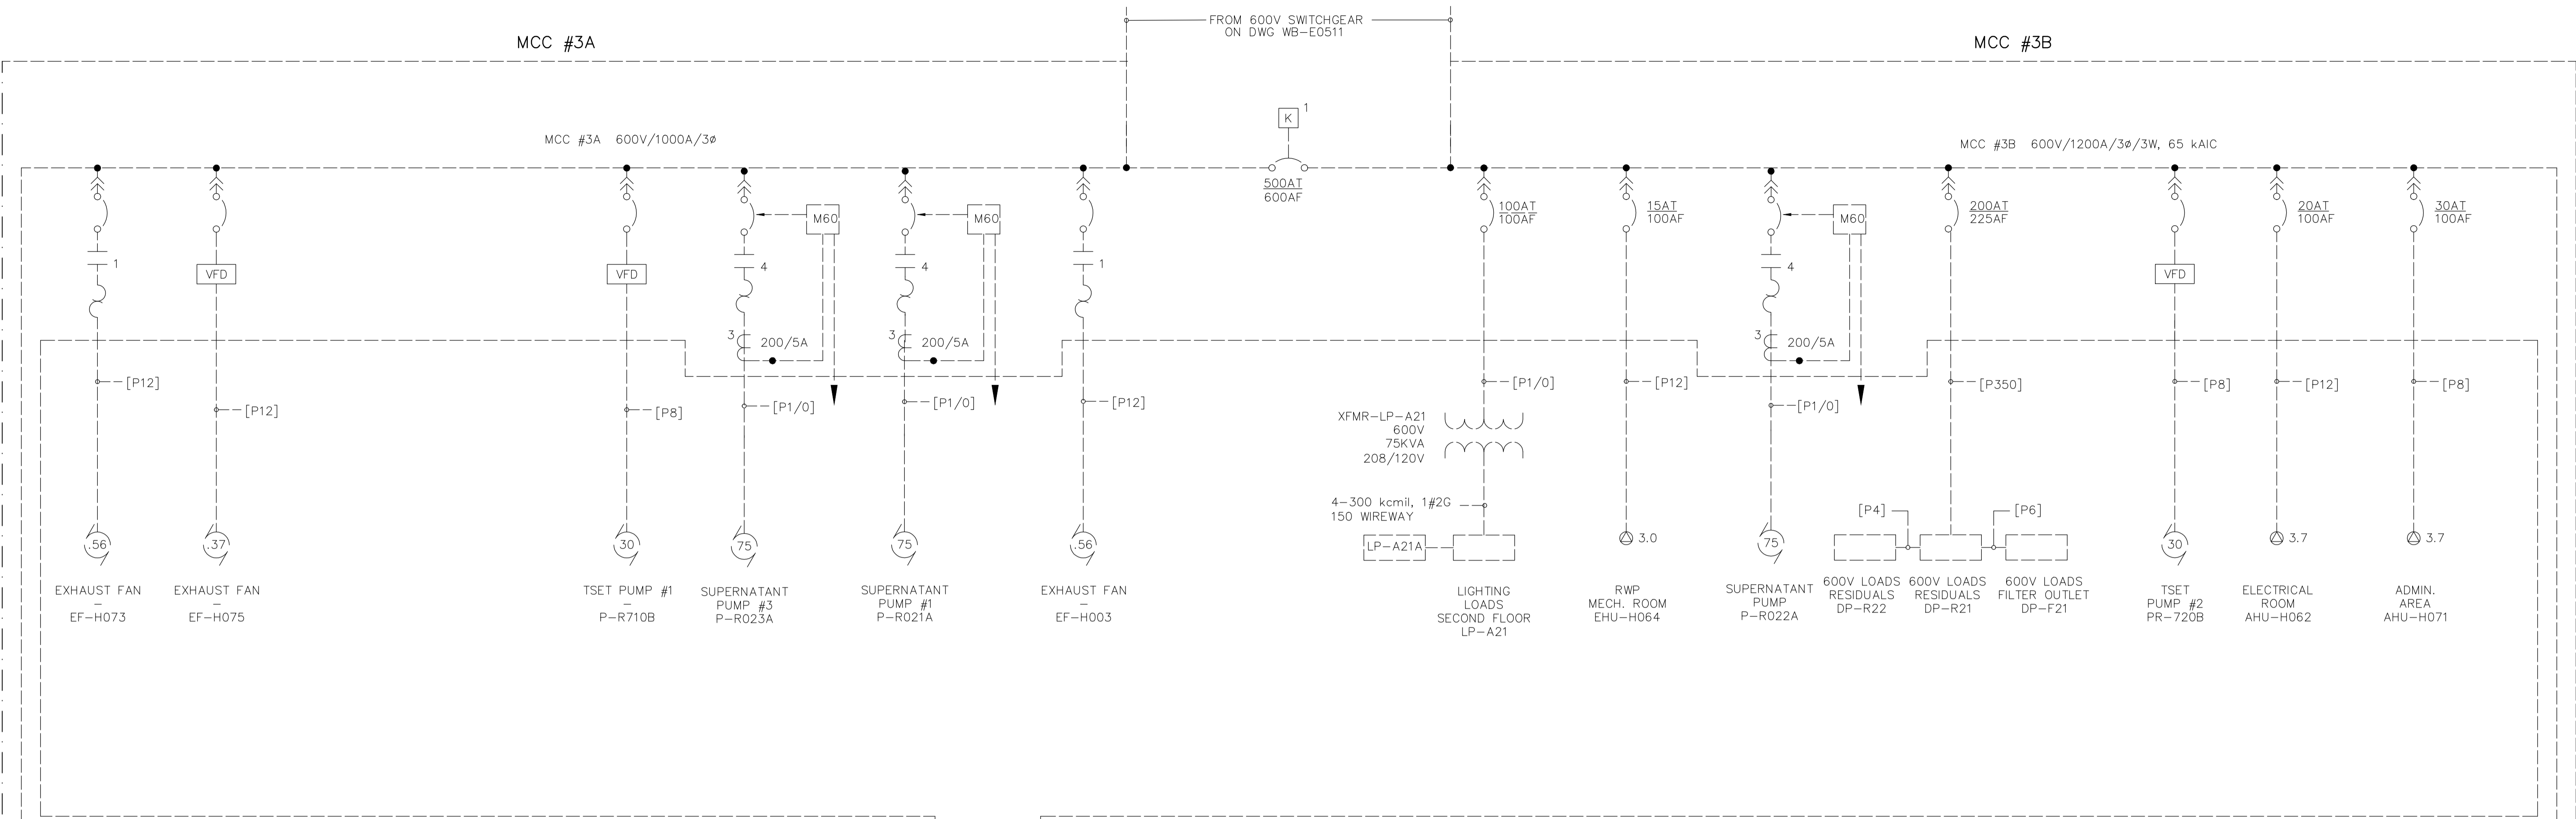 FROM 600V SWITCHGEAR
ON DWG WB-E0511
MCC #3A
MCC #3B
K
1
MCC #3A 600V/1000A/3ø
MCC #3B 600V/1200A/3ø/3W, 65 kAIC
500AT
600AF
M60
M60
100AT
100AF
15AT
100AF
M60
200AT
225AF
20AT
100AF
30AT
100AF
1
VFD
VFD
4
4
1
4
VFD
3
200/5A
3
200/5A
3
200/5A
[P12]
[P12]
[P8]
[P1/0]
[P1/0]
[P12]
[P1/0]
[P12]
[P1/0]
[P350]
[P8]
[P12]
[P8]
XFMR-LP-A21
600V
75KVA
208/120V
4-300 kcmil, 1#2G
150 WIREWAY
[P4]
[P6]
.56
.37
30
75
75
.56
LP-A21A
3.0
75
30
3.7
3.7
EXHAUST FAN
-
EF-H073
EXHAUST FAN
-
EF-H075
TSET PUMP #1
-
P-R710B
SUPERNATANT
PUMP #3
P-R023A
SUPERNATANT
PUMP #1
P-R021A
EXHAUST FAN
-
EF-H003
LIGHTING
LOADS
SECOND FLOOR
LP-A21
RWP
MECH. ROOM
EHU-H064
SUPERNATANT
PUMP
P-R022A
600V LOADS
RESIDUALS
DP-R22
600V LOADS
RESIDUALS
DP-R21
600V LOADS
FILTER OUTLET
DP-F21
TSET
PUMP #2
PR-720B
ELECTRICAL
ROOM
AHU-H062
ADMIN.
AREA
AHU-H071